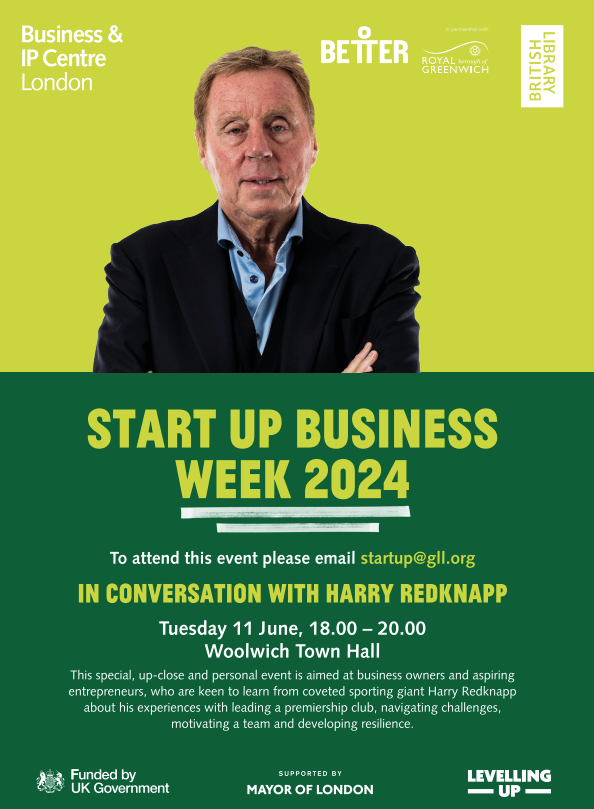 Business &
IP Centre
London
BETTER
in partnership with
ROYAL borough of
GREENWICH
BRITISH
LIBRARY
START UP BUSINESS
WEEK 2024
To attend this event please email startup@gll.org
IN CONVERSATION WITH HARRY REDKNAPP
Tuesday 11 June, 18.00 – 20.00
Woolwich Town Hall
This special, up-close and personal event is aimed at business owners and aspiring
entrepreneurs, who are keen to learn from coveted sporting giant Harry Redknapp
about his experiences with leading a premiership club, navigating challenges,
motivating a team and developing resilience.
Funded by
UK Government
SUPPORTED BY
MAYOR OF LONDON
LEVELLING
UP